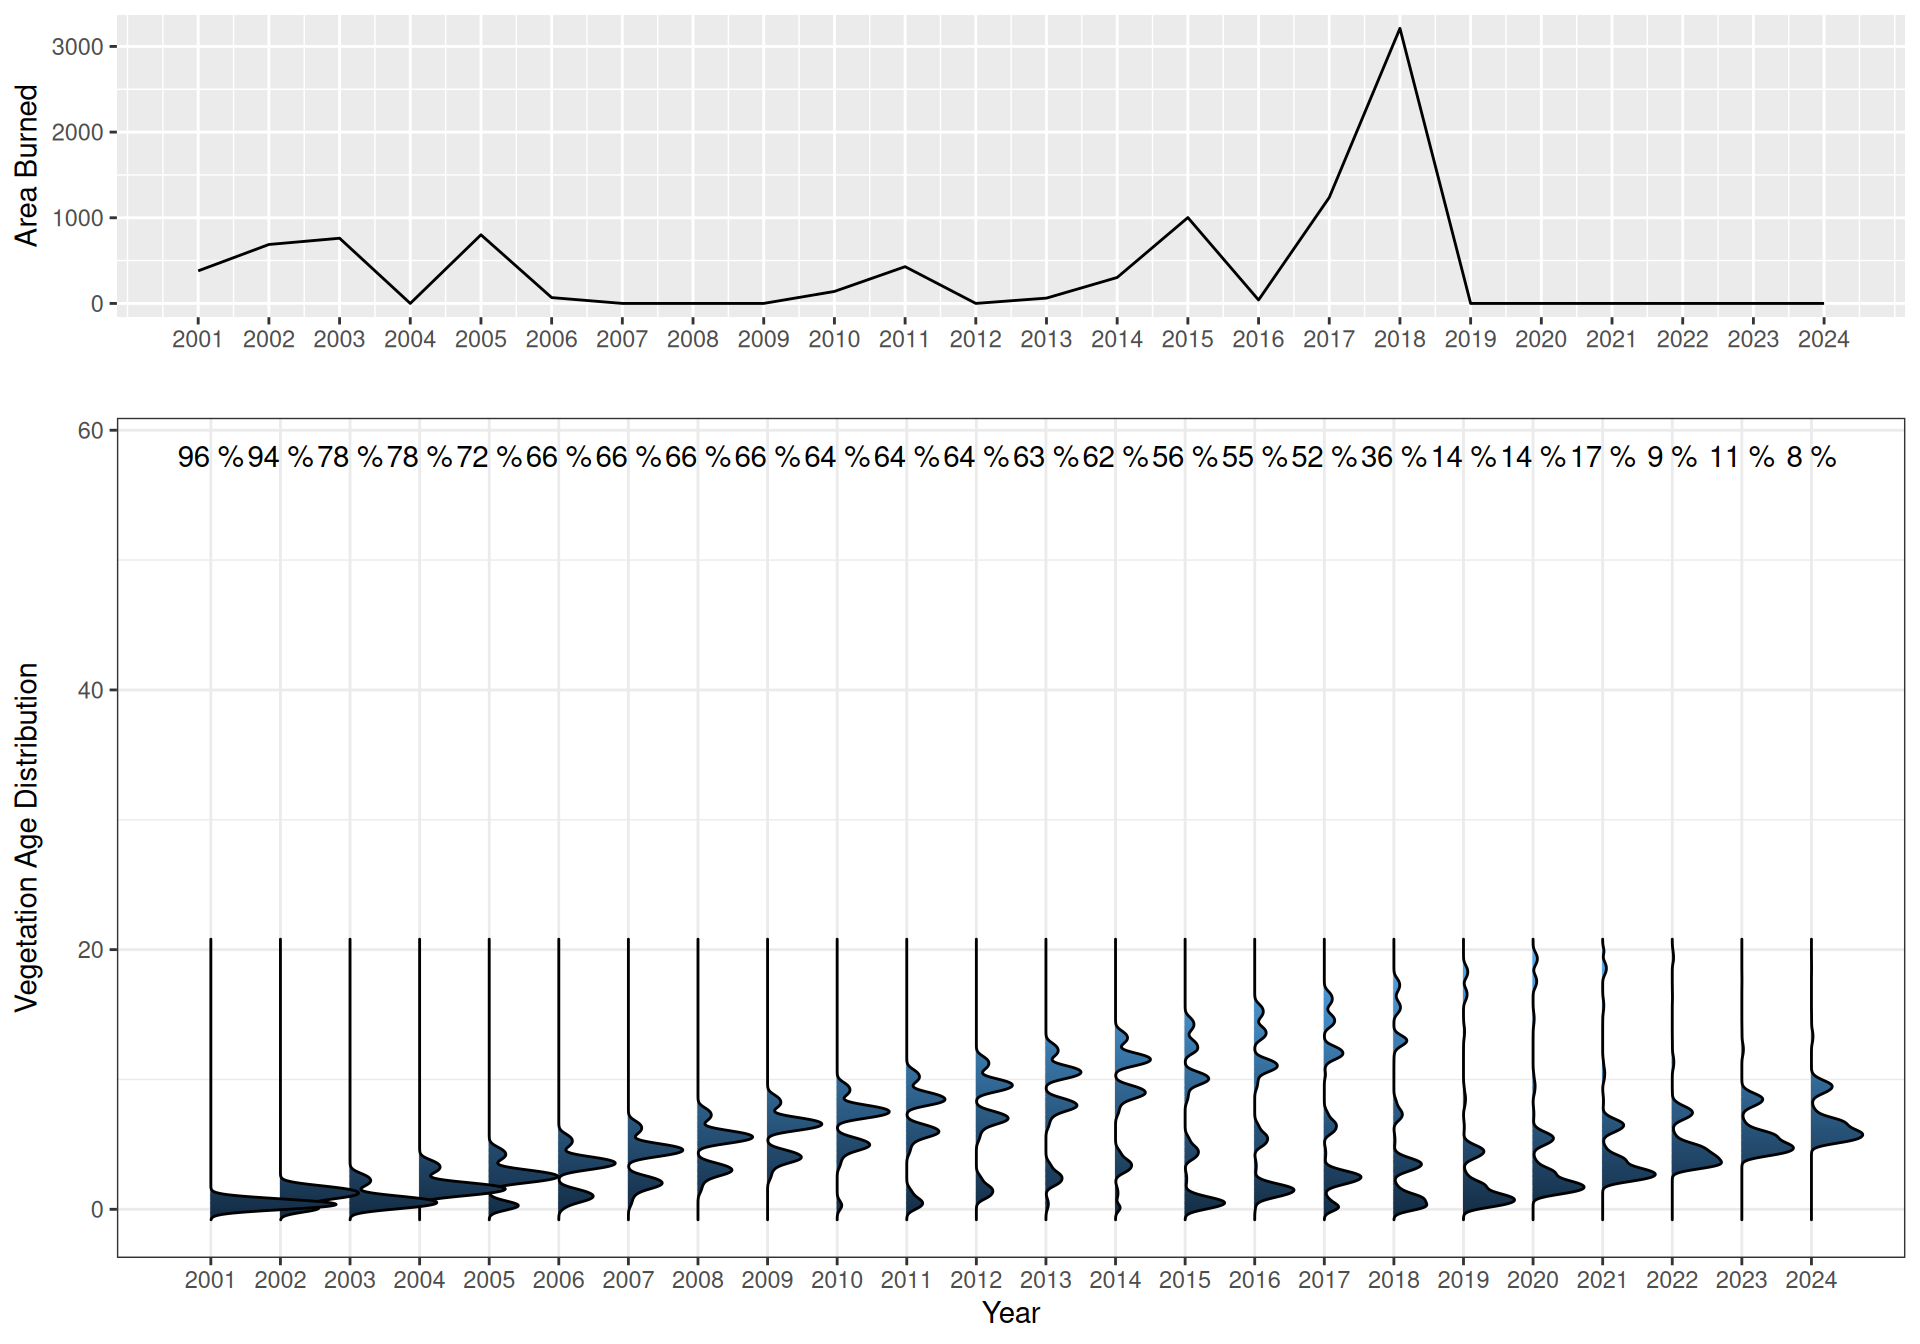 Area Burned
3000
2000
1000
0
2001 2002 2003 2004 2005 2006 2007 2008 2009 2010 2011 2012 2013 2014 2015 2016 2017 2018 2019 2020 2021 2022 2023 2024
Vegetation Age Distribution
60
96 % 94 % 78 % 78 % 72 % 66 % 66 % 66 % 66 % 64 % 64 % 64 % 63 % 62 % 56 % 55 % 52 % 36 % 14 % 14 % 17 % 9 % 11 % 8 %
40
20
0
2001 2002 2003 2004 2005 2006 2007 2008 2009 2010 2011 2012 2013 2014 2015 2016 2017 2018 2019 2020 2021 2022 2023 2024
Year